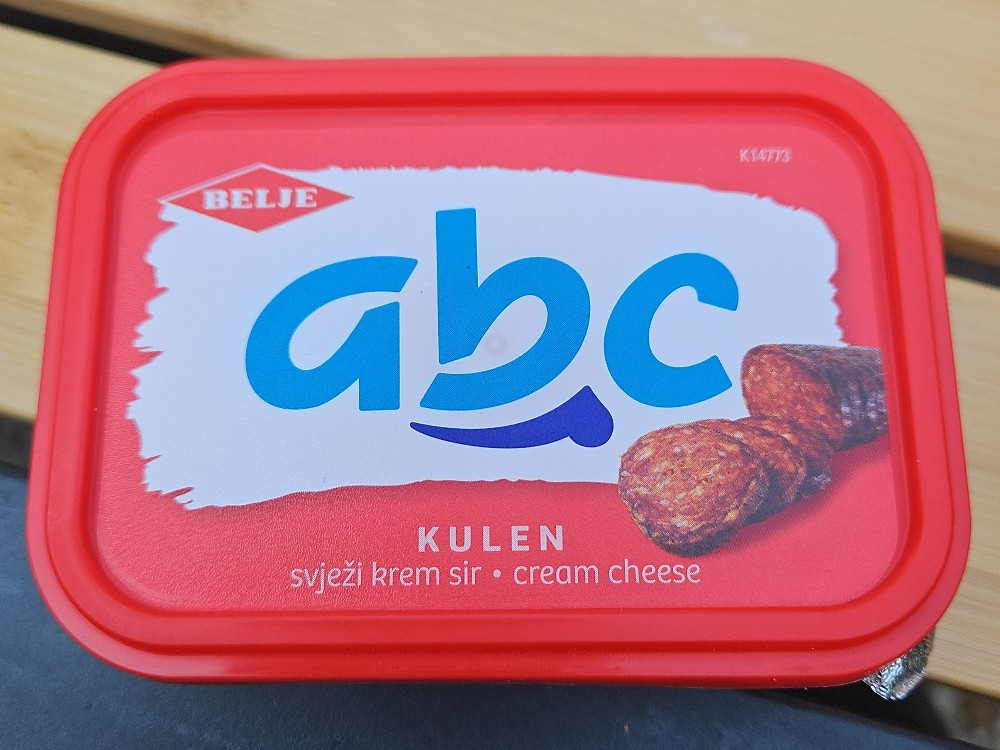 K14773
BELJE
abc
KULEN
svježi krem sir • cream cheese